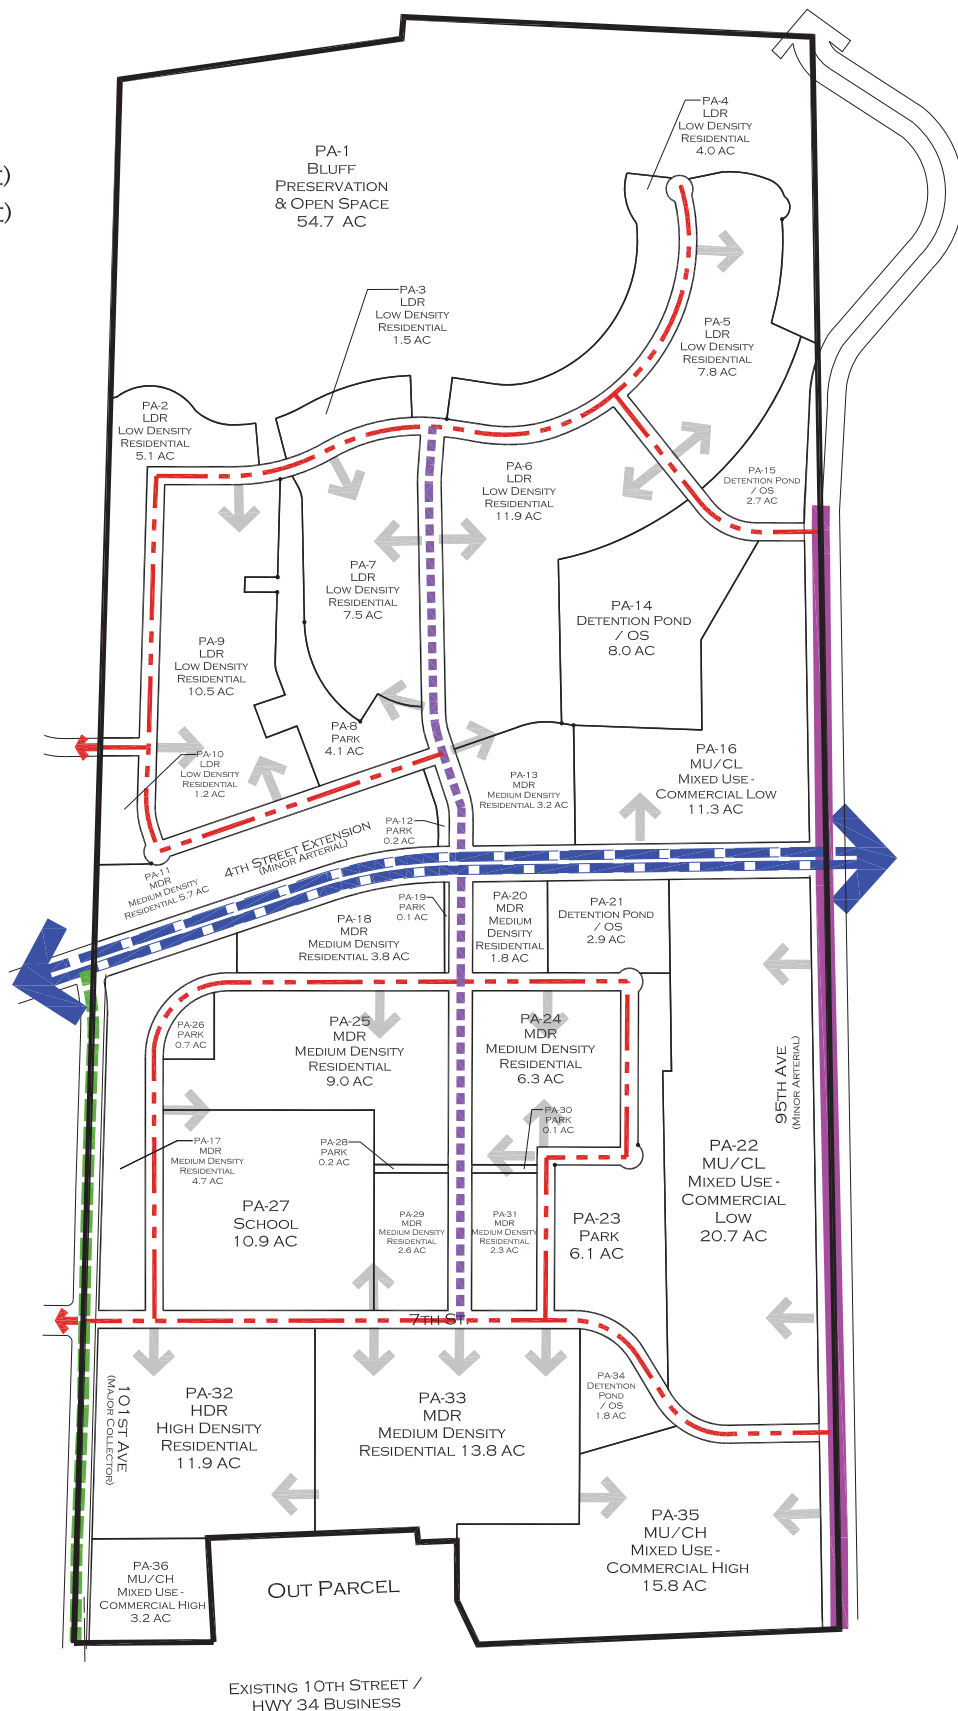 PA-4
LDR
Low Density
Residential
4.0 AC
PA-1
Bluff
Preservation
& Open Space
54.7 AC
PA-3
LDR
Low Density
Residential
1.5 AC
PA-5
LDR
Low Density
Residential
7.8 AC
PA-2
LDR
Low Density
Residential
5.1 AC
PA-6
LDR
Low Density
Residential
11.9 AC
PA-15
Detention Pond
/ OS
2.7 AC
PA-7
LDR
Low Density
Residential
7.5 AC
PA-14
Detention Pond
/ OS
8.0 AC
PA-9
LDR
Low Density
Residential
10.5 AC
PA-8
Park
4.1 AC
PA-10
LDR
Low Density
Residential
1.2 AC
PA-13
MDR
Medium Density
Residential 3.2 AC
PA-16
MU/CL
Mixed Use -
Commercial Low
11.3 AC
PA-12
Park
0.2 AC
4th Street Extension
(Minor Arterial)
PA-11
MDR
Medium Density
Residential 5.7 AC
PA-19
Park
0.1 AC
PA-18
MDR
Medium Density
Residential 3.8 AC
PA-20
MDR
Medium
Density
Residential
1.8 AC
PA-21
Detention Pond
/ OS
2.9 AC
PA-26
Park
0.7 AC
PA-25
MDR
Medium Density
Residential
9.0 AC
PA-24
MDR
Medium Density
Residential
6.3 AC
95th Ave
(Minor Arterial)
PA-30
Park
0.1 AC
PA-17
MDR
Medium Density
Residential
4.7 AC
PA-28
Park
0.2 AC
PA-22
MU/CL
Mixed Use -
Commercial
Low
20.7 AC
PA-27
School
10.9 AC
PA-29
MDR
Medium Density
Residential
2.6 AC
PA-31
MDR
Medium Density
Residential
2.3 AC
PA-23
Park
6.1 AC
7th St.
101st Ave
(Major Collector)
PA-32
HDR
High Density
Residential
11.9 AC
PA-33
MDR
Medium Density
Residential 13.8 AC
PA-34
Detention
Pond
/ OS
1.8 AC
PA-35
MU/CH
Mixed Use -
Commercial High
15.8 AC
PA-36
MU/CH
Mixed Use -
Commercial High
3.2 AC
Out Parcel
Existing 10th Street /
HWY 34 Business